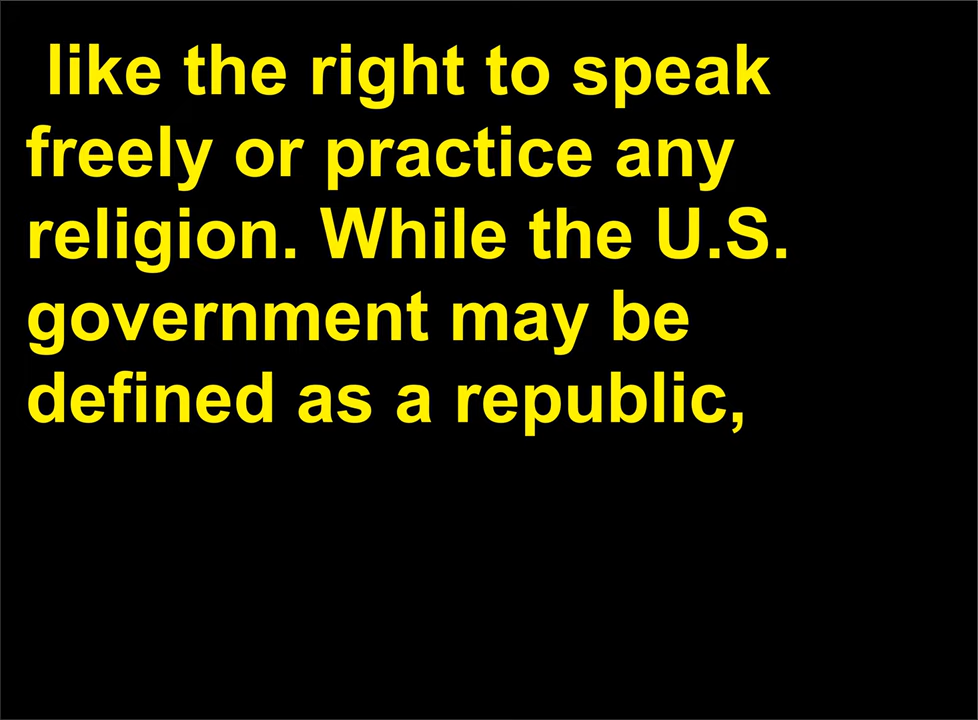 like the right to speak
freely or practice any
religion. While the U.S.
government may be
defined as a republic,